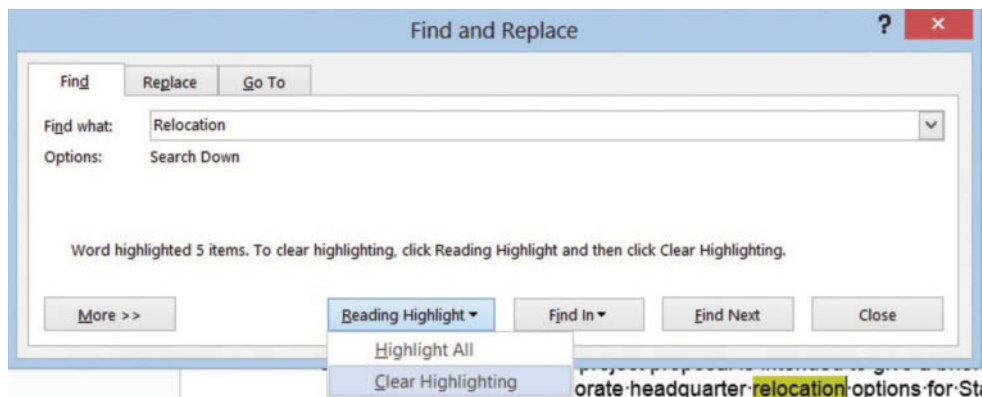 Find and Replace
?
Find Replace Go To
Find what: Relocation
Options: Search Down
Word highlighted 5 items. To clear highlighting, click Reading Highlight and then click Clear Highlighting.
More >> Reading Highlight Find In Find Next Close
Highlight All
Clear Highlighting
orate·headquarter·relocation·options·for·Sta